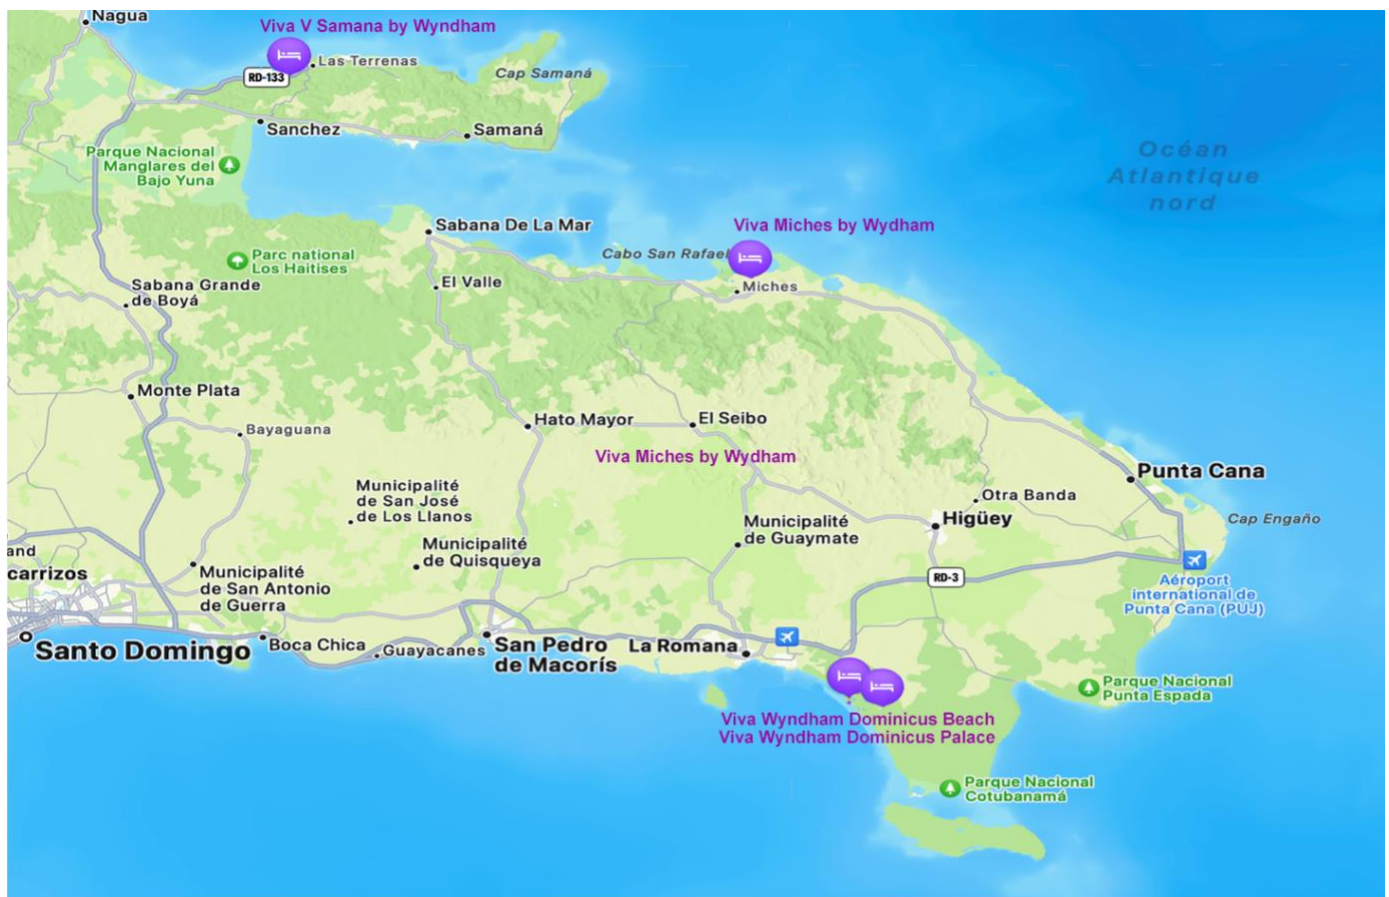 Nagua
Viva V Samana by Wyndham
Las Terrenas
RD-133
Cap Samaná
Sanchez
Samaná
Parque Nacional
Manglares del
Bajo Yuna
Océan
Atlantique
nord
Sabana De La Mar
Viva Miches by Wydham
Cabo San Rafael
Parc national
Los Haitises
El Valle
Miches
Sabana Grande
de Boyá
Monte Plata
Bayaguana
Hato Mayor
El Seibo
Viva Miches by Wydham
Punta Cana
Municipalité
de San José
de Los Llanos
Otra Banda
Higüey
Cap Engaño
Municipalité
de Guaymate
Municipalité
de Quisqueya
and
carrizos
Municipalité
de San Antonio
de Guerra
RD-3
Aéroport
international de
Punta Cana (PUJ)
Santo Domingo
Boca Chica
Guayacanes
San Pedro
de Macorís
La Romana
Parque Nacional
Punta Espada
Viva Wyndham Dominicus Beach
Viva Wyndham Dominicus Palace
Parque Nacional
Cotubanamá